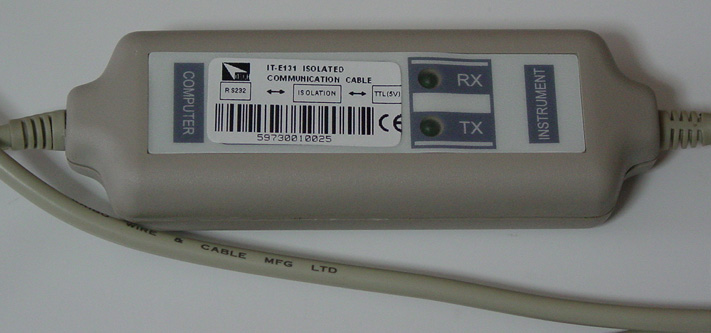 COMPUTER
IT-E131 ISOLATED
COMMUNICATION CABLE
RS232 ISOLATION TTL(5V)
59730010025
CE
RX
TX
INSTRUMENT
WIRE & CABLE MFG LTD